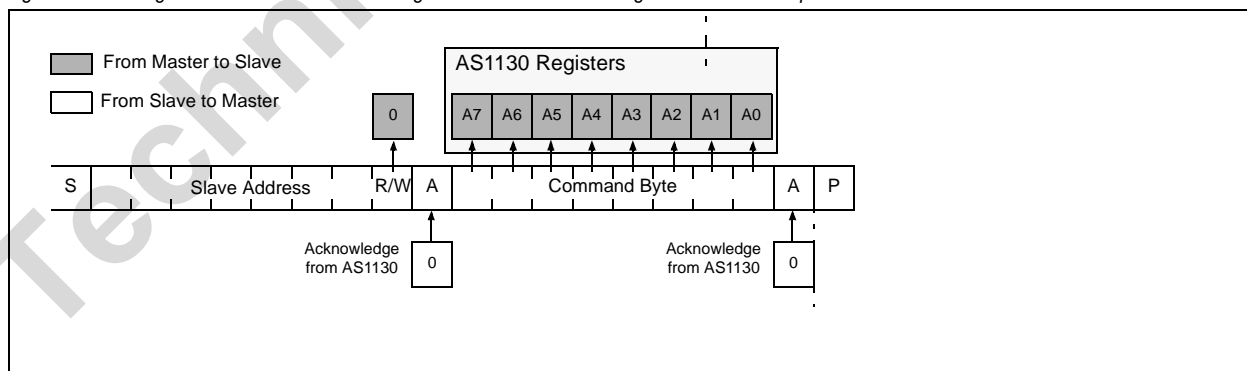 From Master to Slave
From Slave to Master
AS1130 Registers
0
A7 A6 A5 A4 A3 A2 A1 A0
S Slave Address R/W A Command Byte A P
Acknowledge
from AS1130
0
Acknowledge
from AS1130
0
Techni